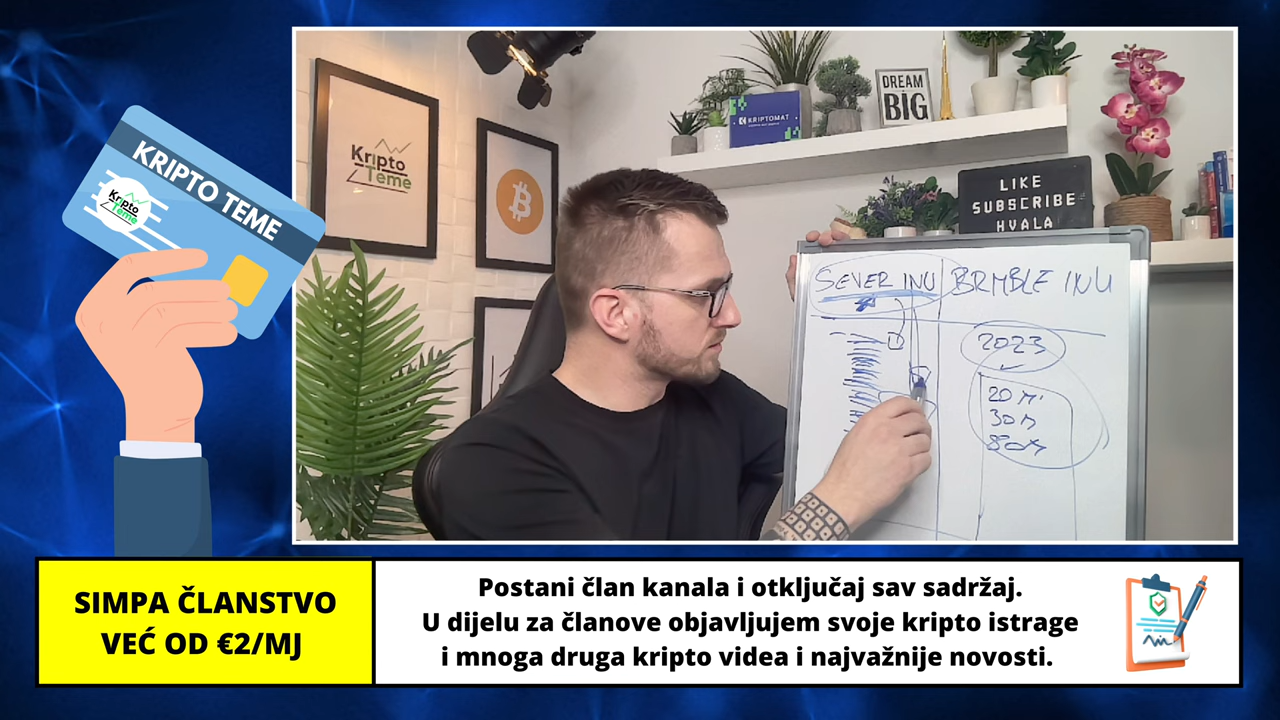 KRIPTO TEME
Kripto
Teme
Kripto
Teme
KRIPTOMAT
DREAM
BIG
LIKE
SUBSCRIBE
HVALA
SEVER INU
BRMBLE INU
2023
20 M
30 M
80M
SIMPA ČLANSTVO
VEĆ OD €2/MJ
Postani član kanala i otključaj sav sadržaj.
U dijelu za članove objavljujem svoje kripto istrage
i mnoga druga kripto videa i najvažnije novosti.